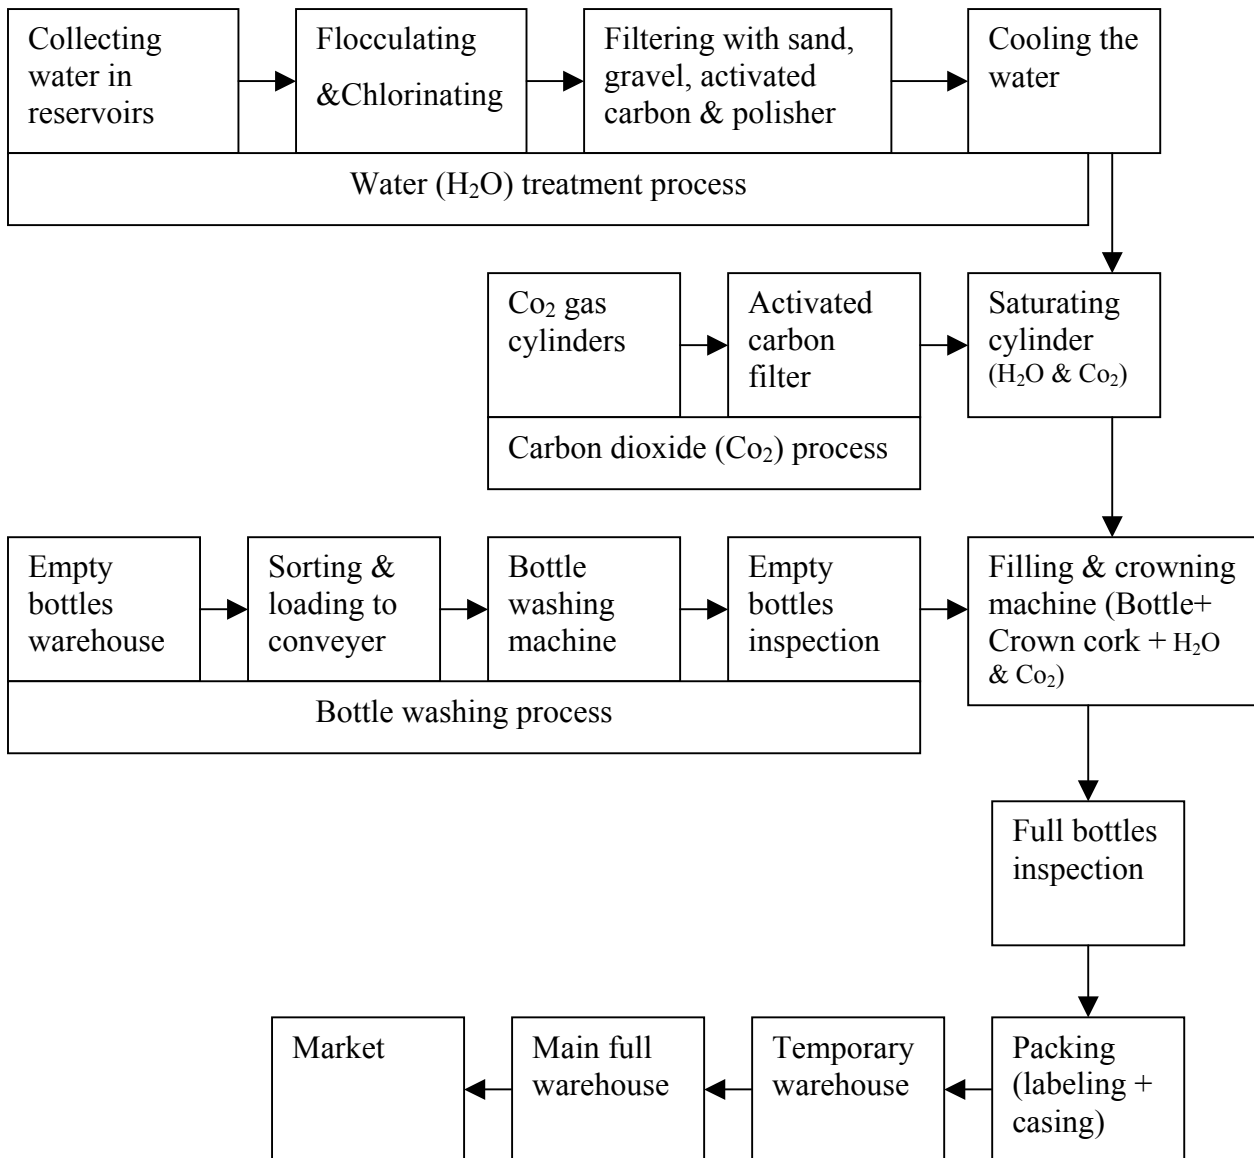 Collecting
water in
reservoirs
Flocculating
&Chlorinating
Filtering with sand,
gravel, activated
carbon & polisher
Cooling the
water
Water (H₂O) treatment process
Co₂ gas
cylinders
Activated
carbon
filter
Saturating
cylinder
(H₂O & Co₂)
Carbon dioxide (Co₂) process
Empty
bottles
warehouse
Sorting &
loading to
conveyer
Bottle
washing
machine
Empty
bottles
inspection
Filling & crowning
machine (Bottle+
Crown cork + H₂O
& Co₂)
Bottle washing process
Full bottles
inspection
Market
Main full
warehouse
Temporary
warehouse
Packing
(labeling +
casing)